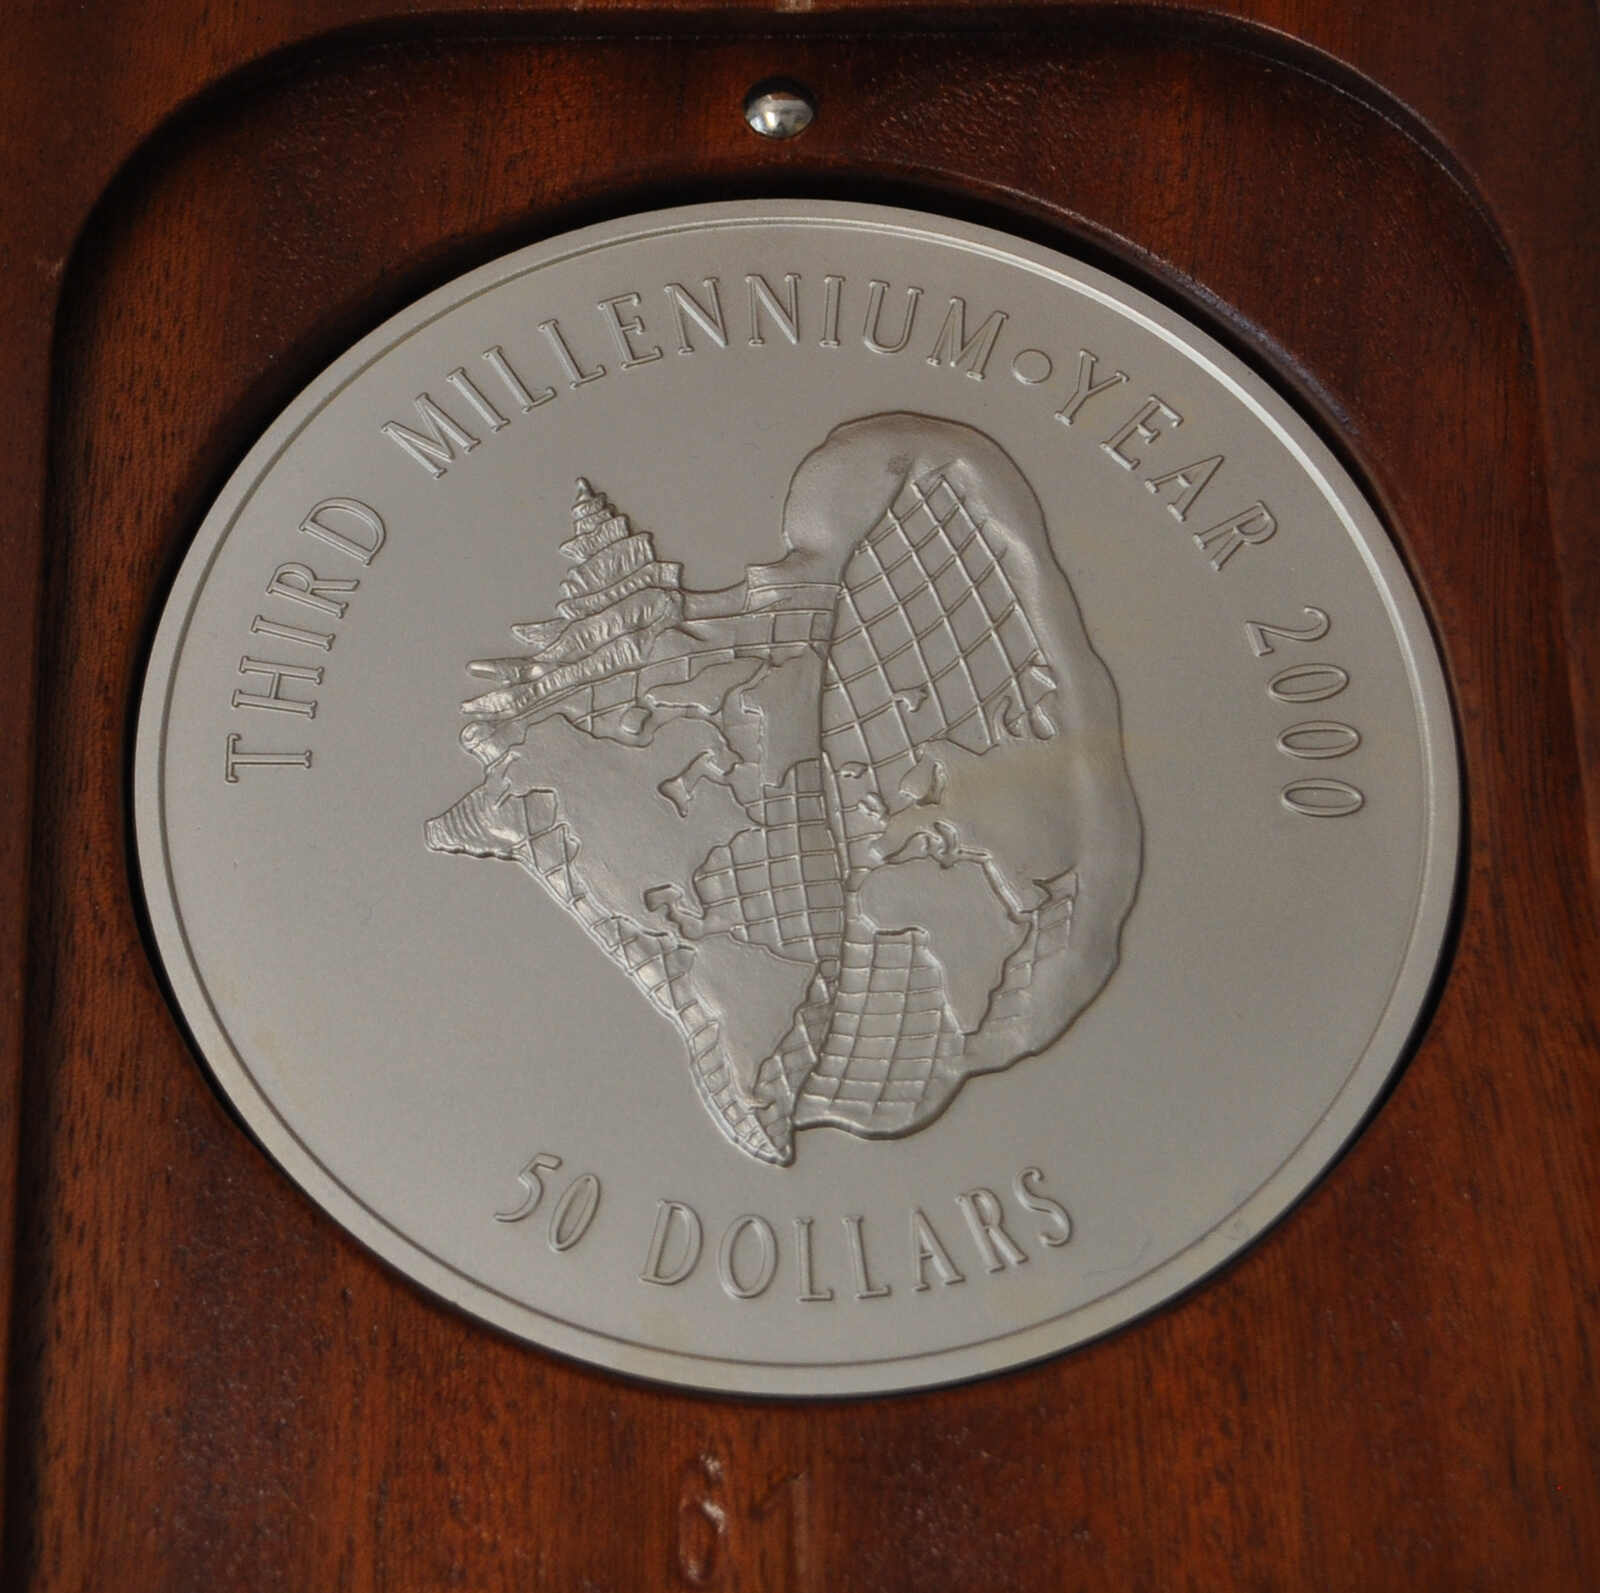 THIRD MILLENNIUM • YEAR 2000
50 DOLLARS